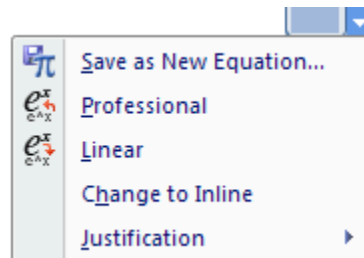 Save as New Equation...
Professional
Linear
Change to Inline
Justification